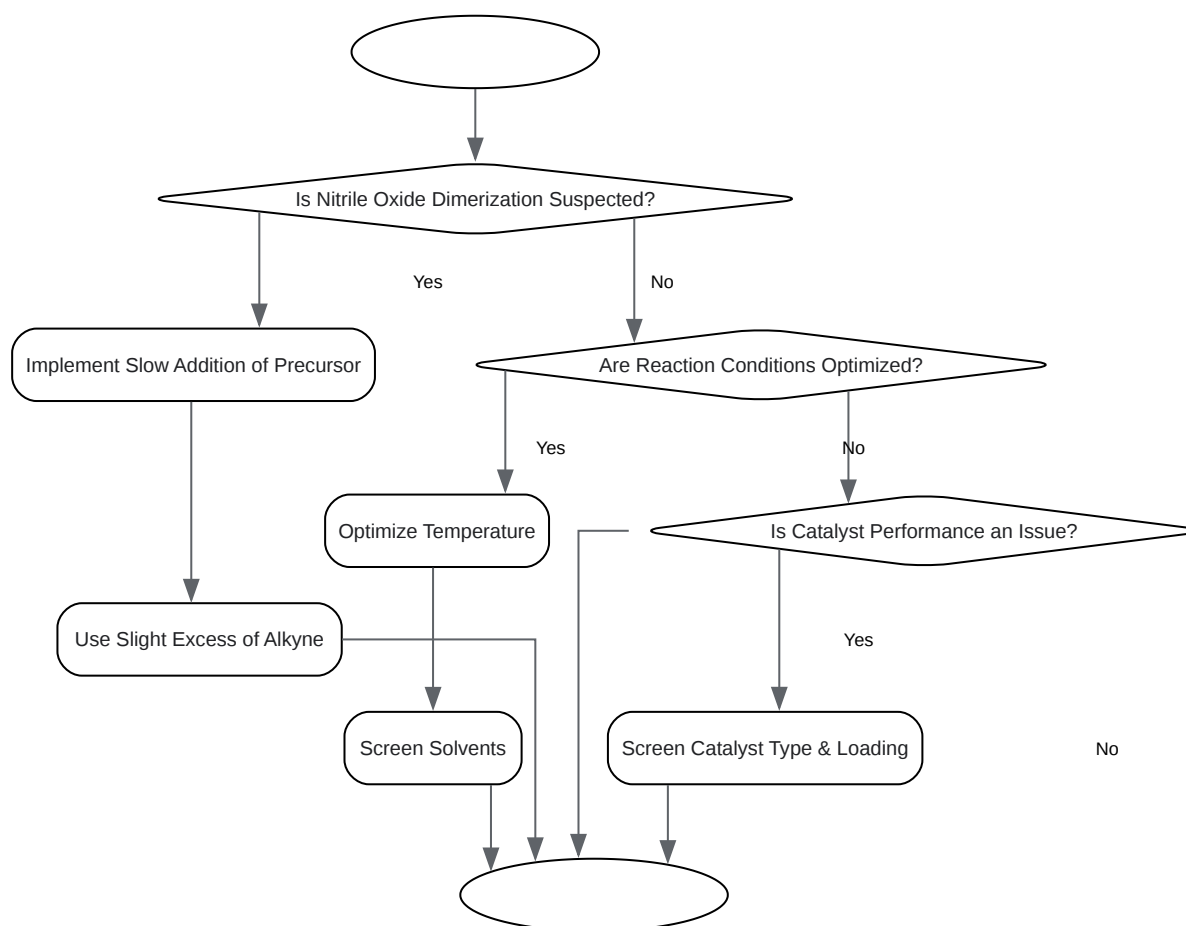 Is Nitrile Oxide Dimerization Suspected?
Yes
No
Implement Slow Addition of Precursor
Are Reaction Conditions Optimized?
Yes
No
Optimize Temperature
Is Catalyst Performance an Issue?
Use Slight Excess of Alkyne
Yes
Screen Solvents
Screen Catalyst Type & Loading
No